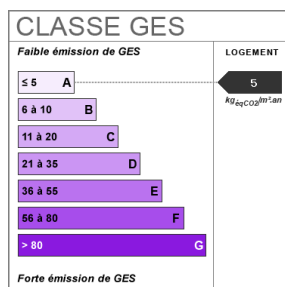 CLASSE GES
Faible émission de GES
LOGEMENT
≤ 5 A
5
kgéqCO2/m².an
6 à 10 B
11 à 20 C
21 à 35 D
36 à 55 E
56 à 80 F
> 80 G
Forte émission de GES